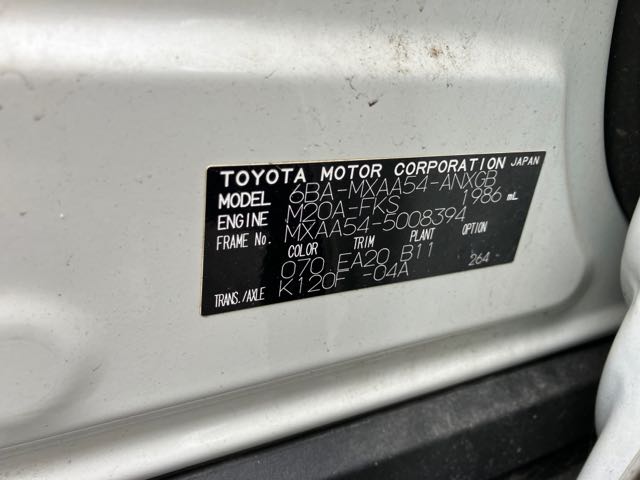 TOYOTA MOTOR CORPORATION JAPAN
MODEL 6BA-MXAA54-ANXGB
ENGINE M20A-FKS 1986 mL
FRAME No. MXAA54-5008394
COLOR TRIM PLANT
070 EA20 B11
TRANS./AXLE K120F -04A 264